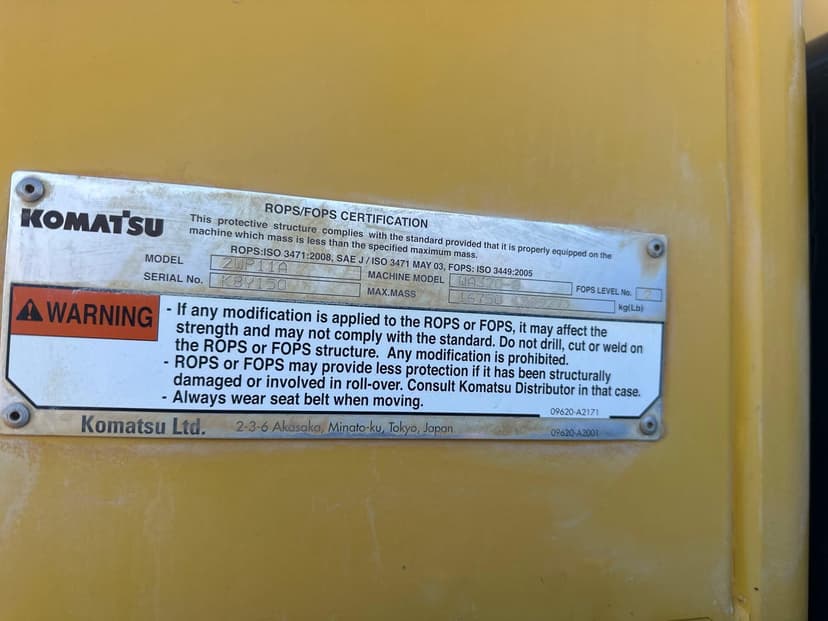 KOMATSU
ROPS/FOPS CERTIFICATION
This protective structure complies with the standard provided that it is properly equipped on the
machine which mass is less than the specified maximum mass.
ROPS:ISO 3471:2008, SAE J / ISO 3471 MAY 03, FOPS: ISO 3449:2005
MODEL 2WP11A MACHINE MODEL FOPS LEVEL No. 2
SERIAL No. MAX.MASS kg(Lb)
WARNING
- If any modification is applied to the ROPS or FOPS, it may affect the
strength and may not comply with the standard. Do not drill, cut or weld on
the ROPS or FOPS structure. Any modification is prohibited.
- ROPS or FOPS may provide less protection if it has been structurally
damaged or involved in roll-over. Consult Komatsu Distributor in that case.
- Always wear seat belt when moving.
09620-A2171
Komatsu Ltd. 2-3-6 Akasaka, Minato-ku, Tokyo, Japan 09620-A2001